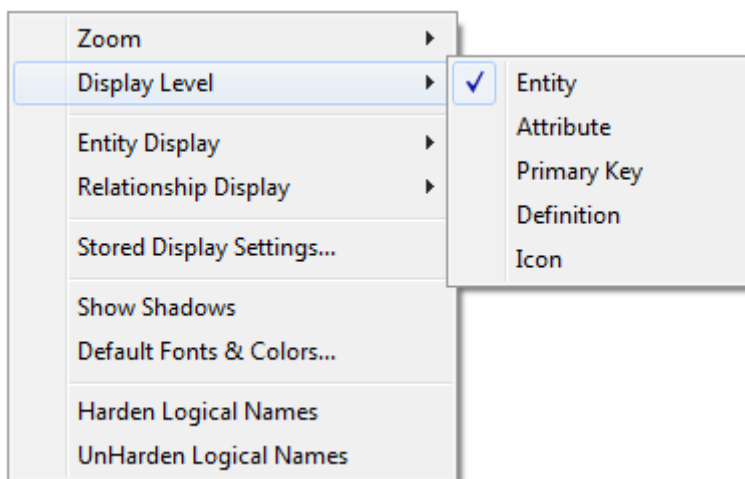 Zoom
Display Level
Entity Display
Relationship Display
Stored Display Settings...
Show Shadows
Default Fonts & Colors...
Harden Logical Names
UnHarden Logical Names
Entity
Attribute
Primary Key
Definition
Icon